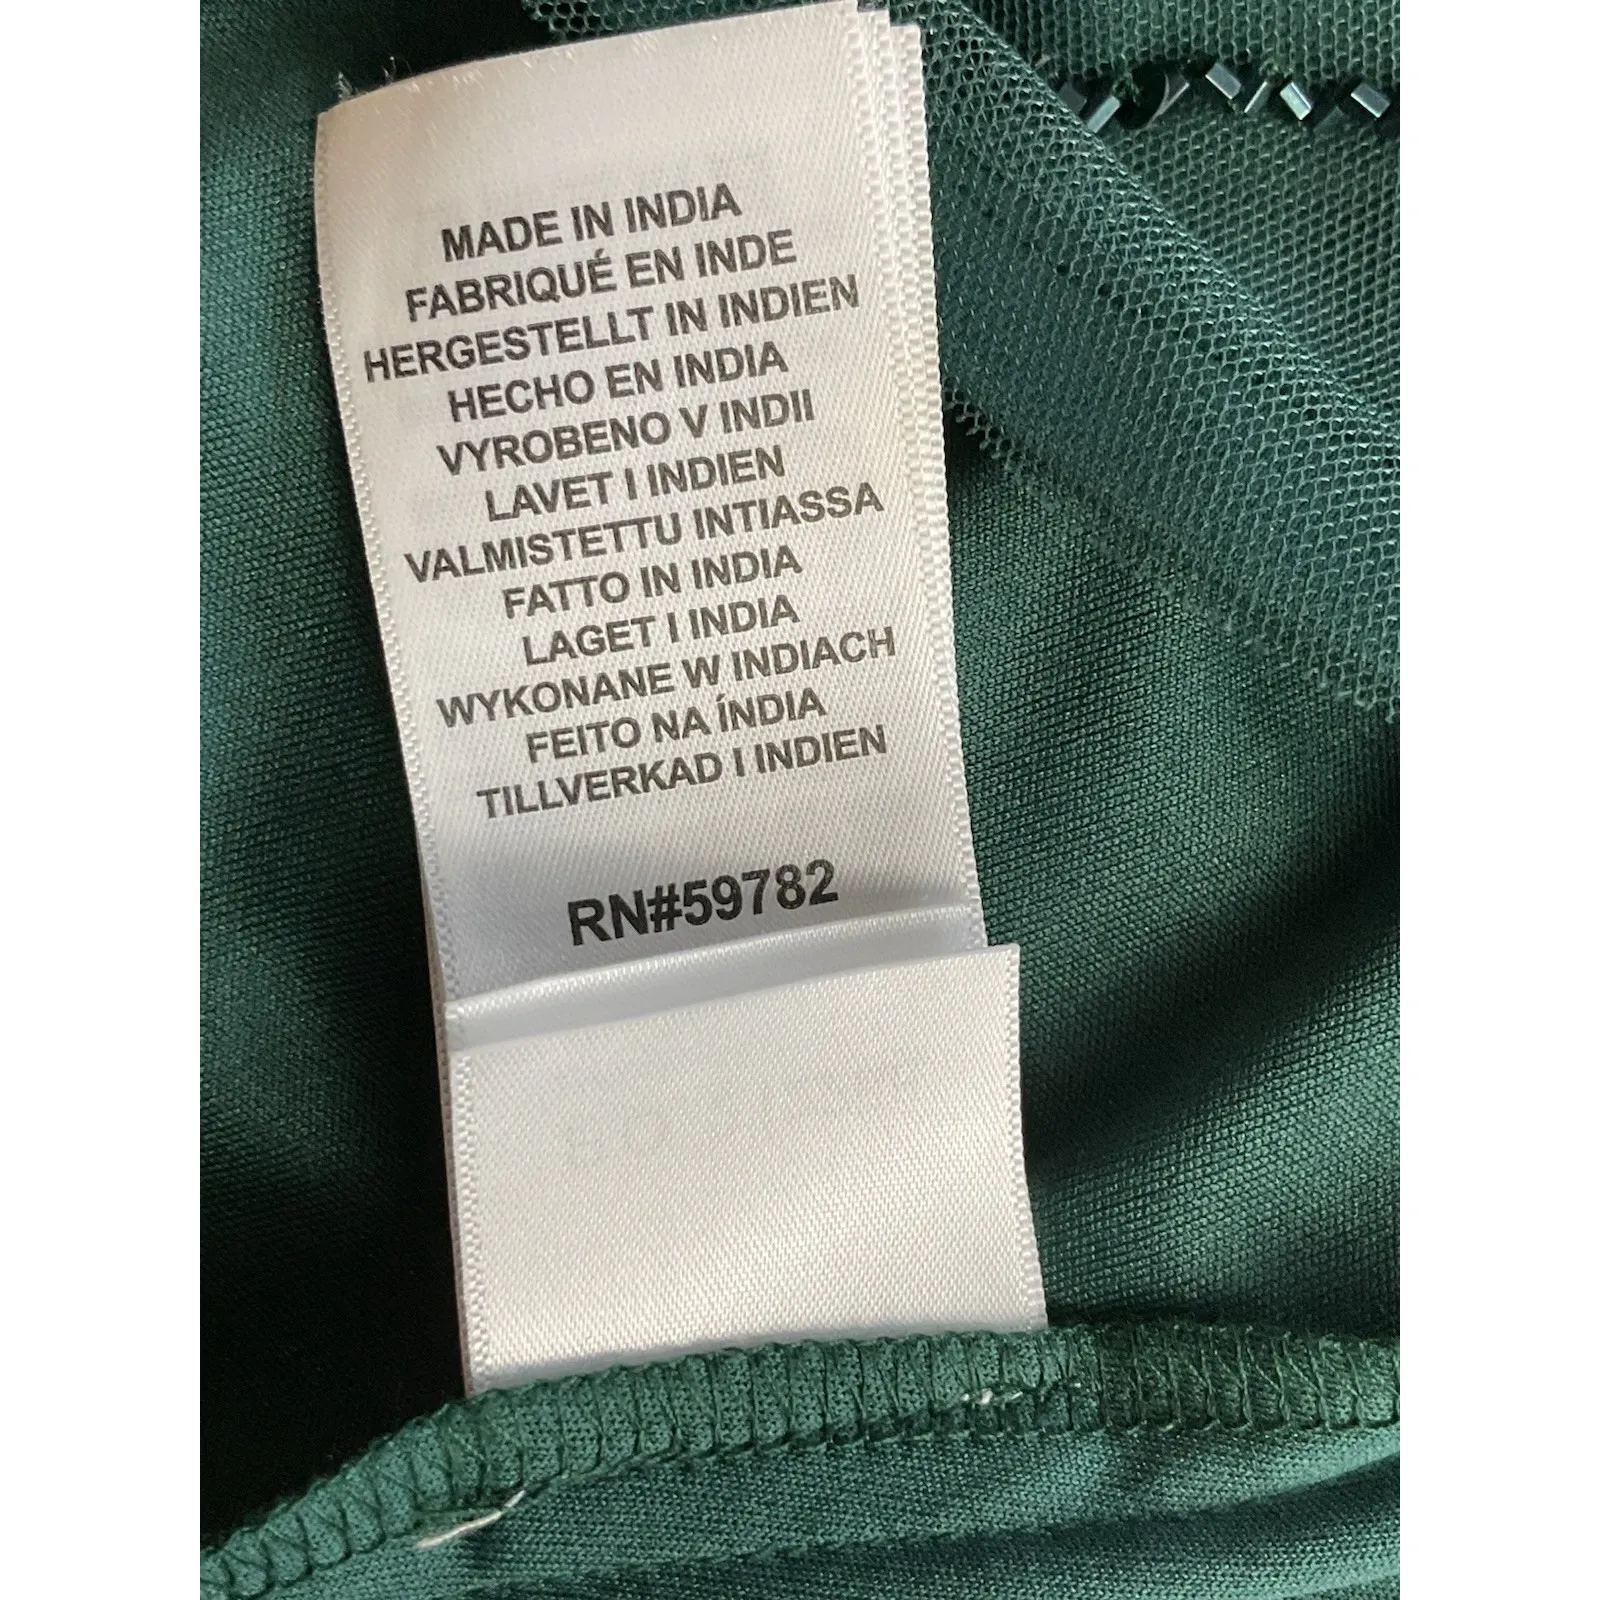 MADE IN INDIA
FABRIQUÉ EN INDE
HERGESTELLT IN INDIEN
HECHO EN INDIA
VYROBENO V INDII
LAVET I INDIEN
VALMISTETTU INTIASSA
FATTO IN INDIA
LAGET I INDIA
WYKONANE W INDIACH
FEITO NA ÍNDIA
TILLVERKAD I INDIEN
RN#59782